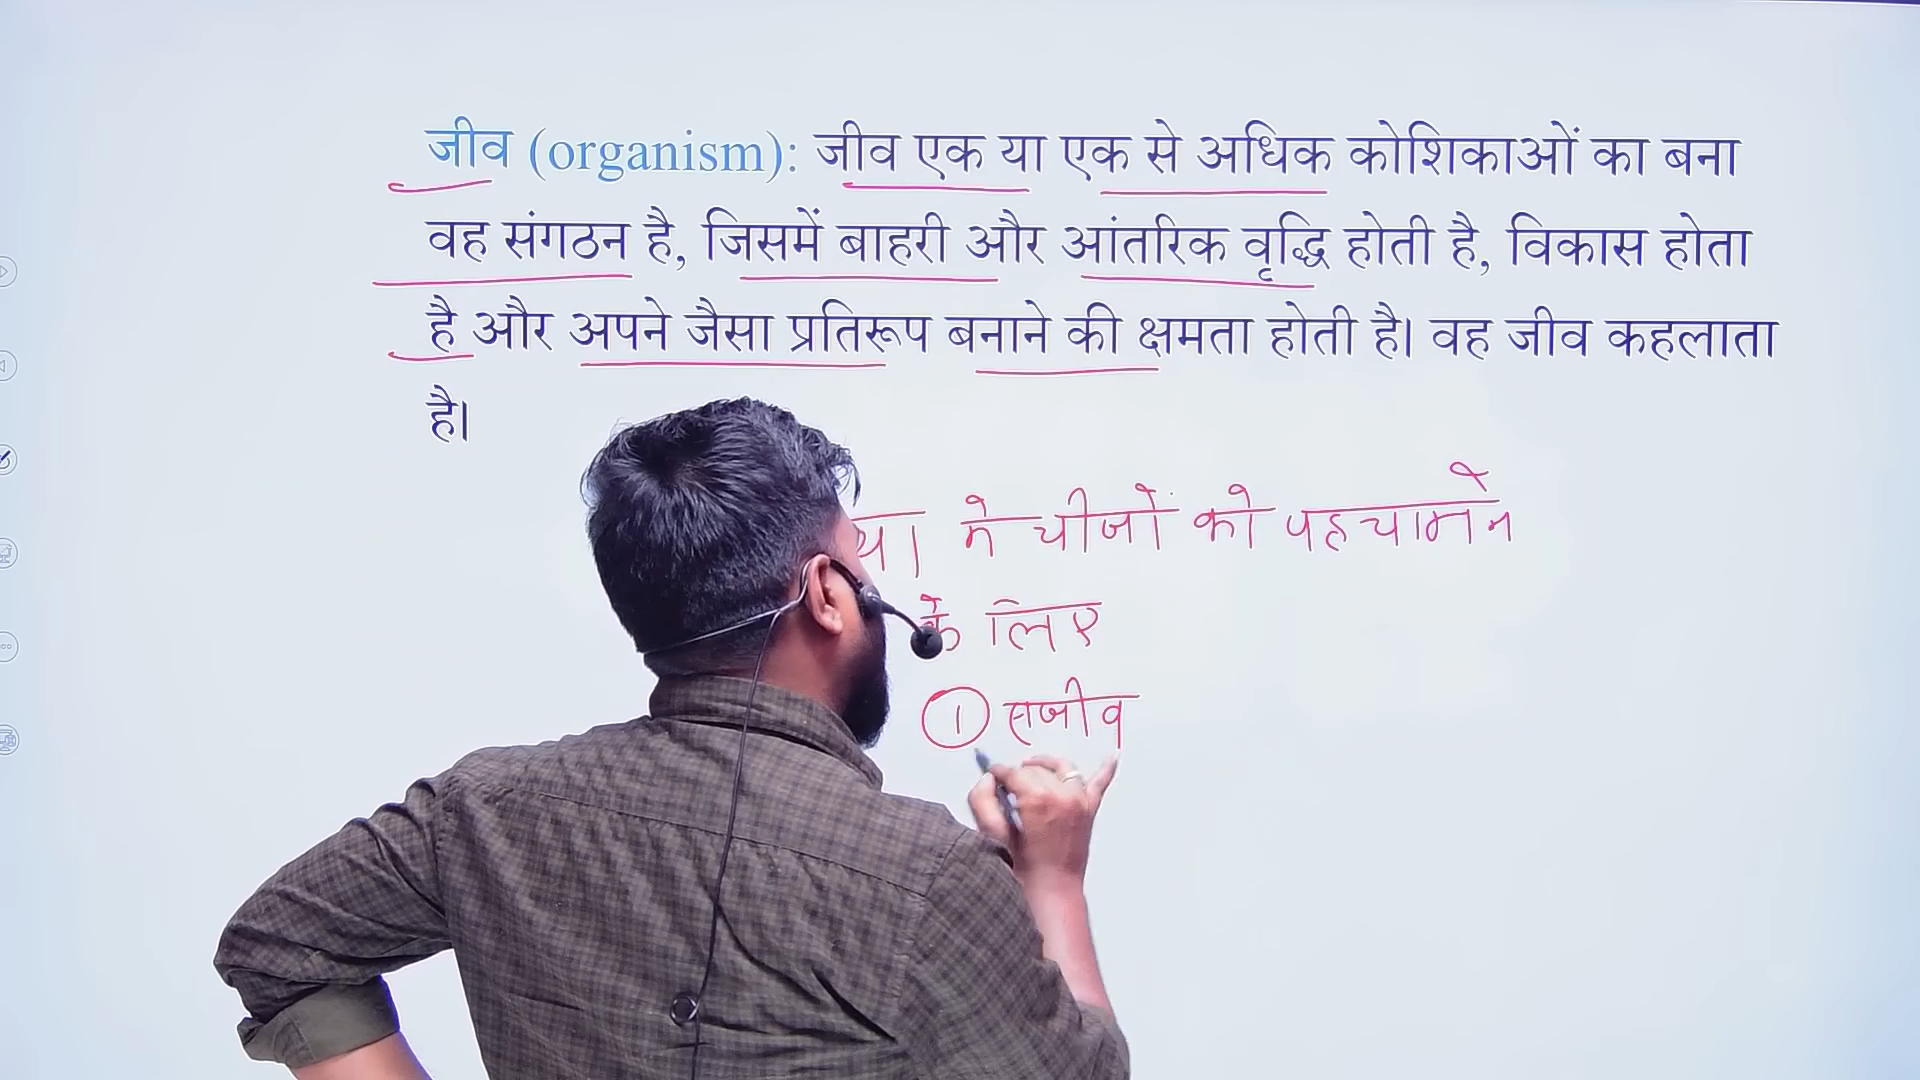 जीव (organism): जीव एक या एक से अधिक कोशिकाओं का बना
वह संगठन है, जिसमें बाहरी और आंतरिक वृद्धि होती है, विकास होता
है और अपने जैसा प्रतिरूप बनाने की क्षमता होती है। वह जीव कहलाता
है।
मे चीजों को पहचानने
के लिए
① सजीव